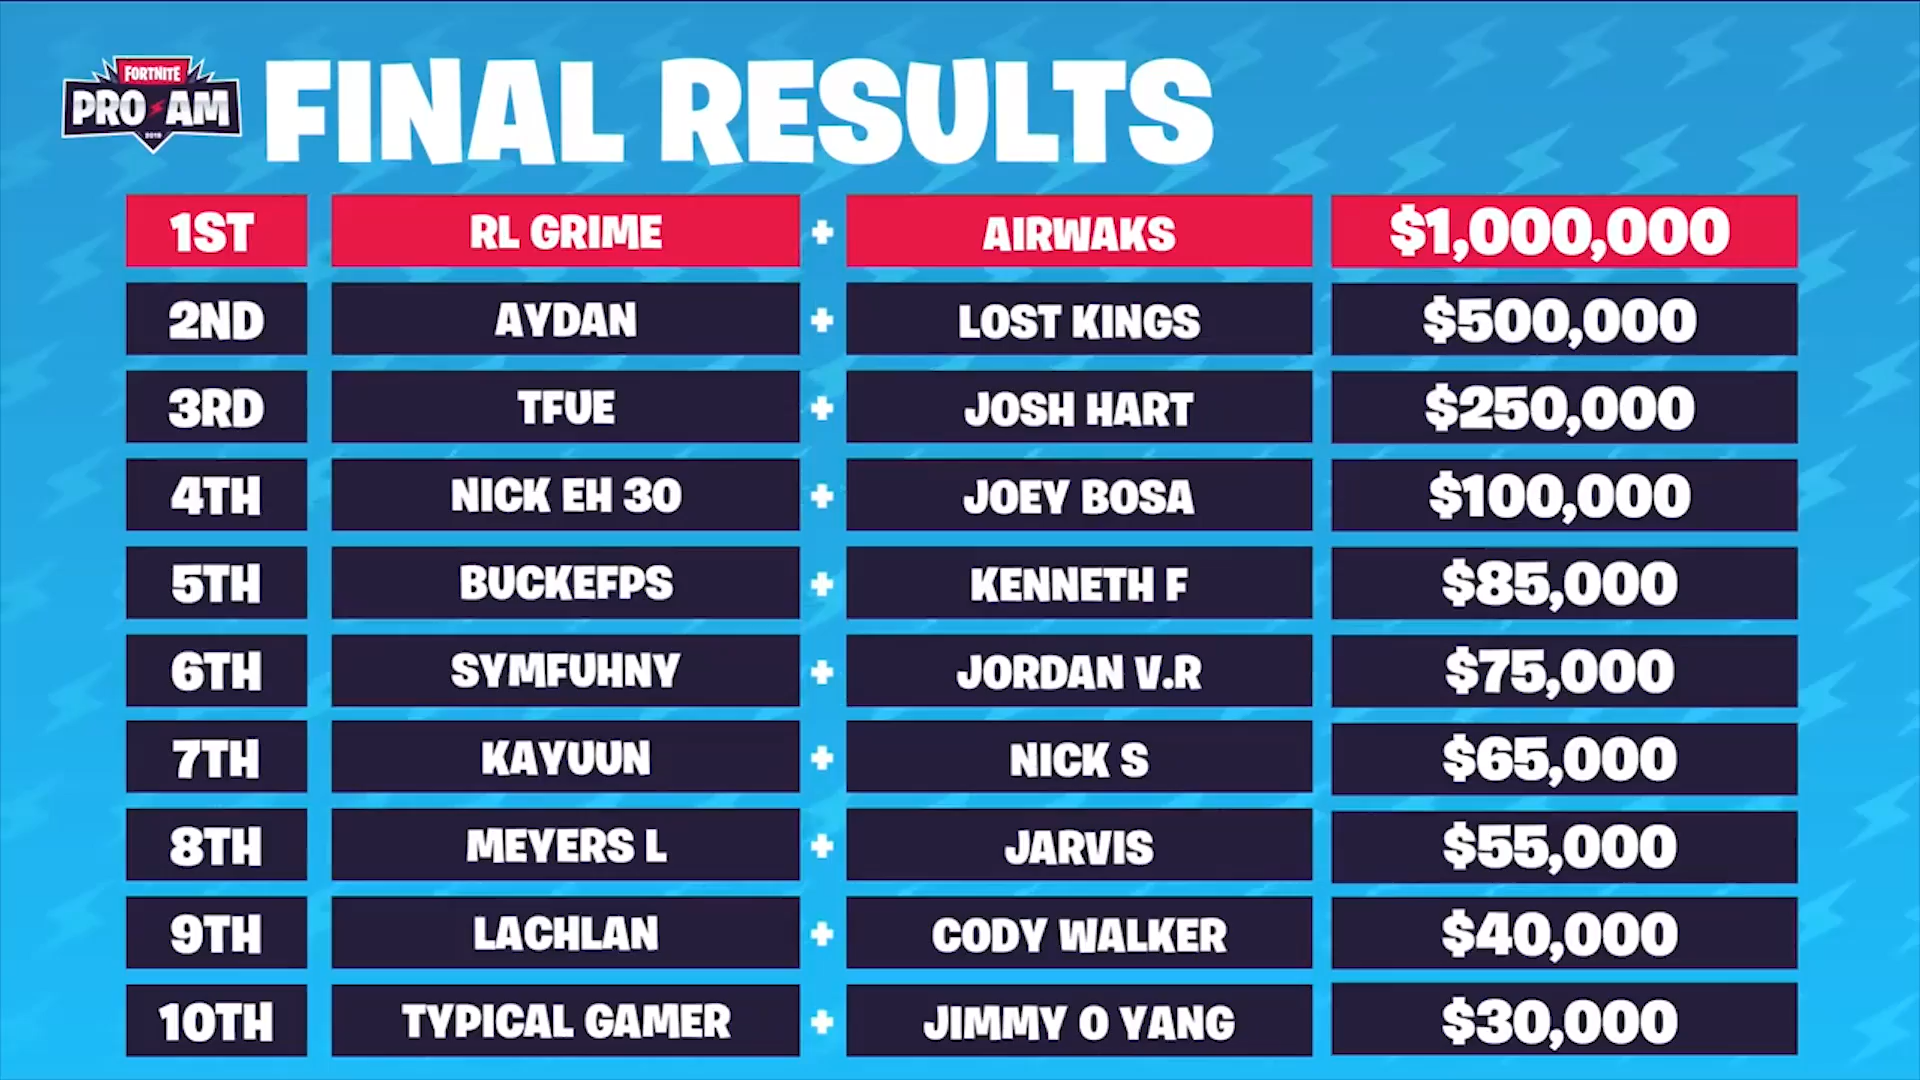 FORTNITE
PRO AM
2019
FINAL RESULTS
1ST RL GRIME + AIRWAKS $1,000,000
2ND AYDAN + LOST KINGS $500,000
3RD TFUE + JOSH HART $250,000
4TH NICK EH 30 + JOEY BOSA $100,000
5TH BUCKEFPS + KENNETH F $85,000
6TH SYMFUHNY + JORDAN V.R $75,000
7TH KAYUUN + NICK S $65,000
8TH MEYERS L + JARVIS $55,000
9TH LACHLAN + CODY WALKER $40,000
10TH TYPICAL GAMER + JIMMY O YANG $30,000